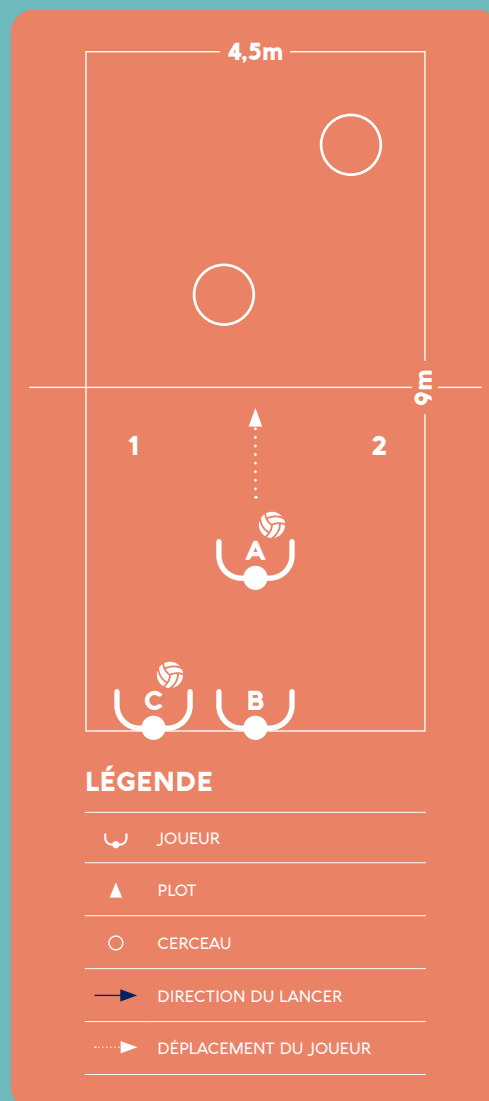 4,5m
9m
1 2
A
C B
LÉGENDE
JOUEUR
PLOT
CERCEAU
DIRECTION DU LANCER
DÉPLACEMENT DU JOUEUR